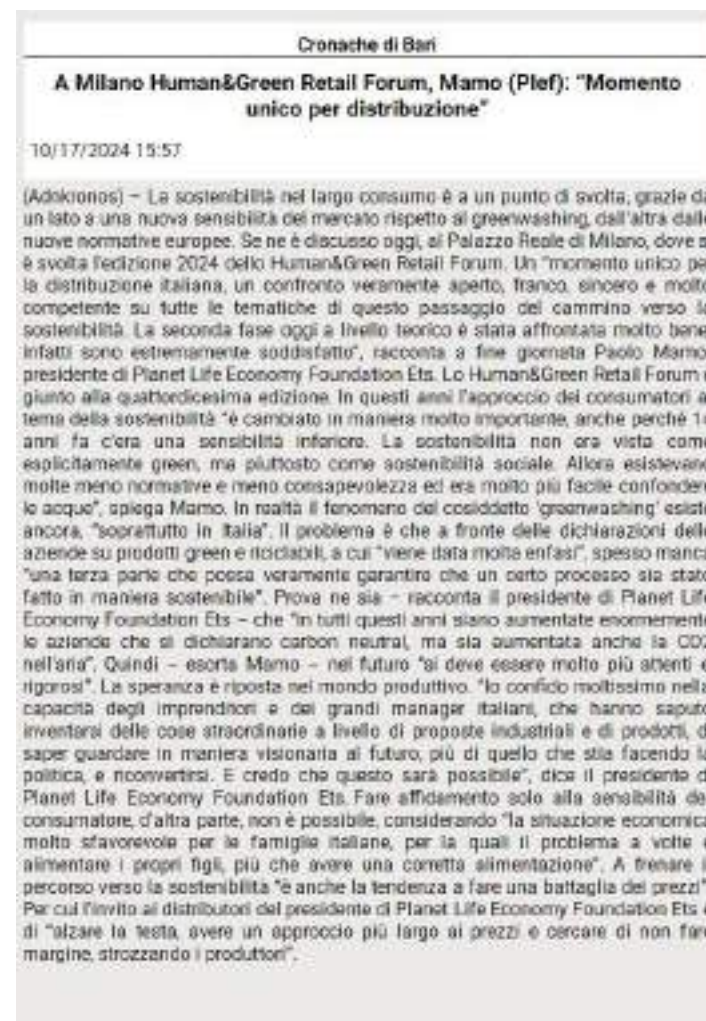 Cronache di Bari
A Milano Human&Green Retail Forum, Mamo (Plef): "Momento
unico per distribuzione"
10/17/2024 15:57
(Adnkronos) – La sostenibilità nel largo consumo è a un punto di svolta, grazie da
un lato a una nuova sensibilità del mercato rispetto al greenwashing, dall'altra dalle
nuove normative europee. Se ne è discusso oggi, al Palazzo Reale di Milano, dove s
è svolta l'edizione 2024 dello Human&Green Retail Forum. Un "momento unico pe
la distribuzione italiana, un confronto veramente aperto, franco, sincero e molto
competente su tutte le tematiche di questo passaggio del cammino verso la
sostenibilità. La seconda fase oggi a livello teorico è stata affrontata molto bene,
infatti sono estremamente soddisfatto", racconta a fine giornata Paolo Mamo,
presidente di Planet Life Economy Foundation Ets. Lo Human&Green Retail Forum è
giunto alla quattordicesima edizione. In questi anni l'approccio dei consumatori al
tema della sostenibilità "è cambiato in maniera molto importante, anche perché 14
anni fa c'era una sensibilità inferiore. La sostenibilità non era vista come
esplicitamente green, ma piuttosto come sostenibilità sociale. Allora esistevano
molte meno normative e meno consapevolezza ed era molto più facile confondere
le acque", spiega Mamo. In realtà il fenomeno del cosiddetto 'greenwashing' esiste
ancora, "soprattutto in Italia". Il problema è che a fronte delle dichiarazioni delle
aziende su prodotti green e riciclabili, a cui "viene data molta enfasi", spesso manca
"una terza parte che possa veramente garantire che un certo processo sia stato
fatto in maniera sostenibile". Prova ne sia – racconta il presidente di Planet Life
Economy Foundation Ets – che "in tutti questi anni siano aumentate enormemente
le aziende che si dichiarano carbon neutral, ma sia aumentata anche la CO2
nell'aria". Quindi – esorta Mamo – nel futuro "si deve essere molto più attenti e
rigorosi". La speranza è riposta nel mondo produttivo. "Io confido moltissimo nella
capacità degli imprenditori e dei grandi manager italiani, che hanno saputo
inventarsi delle cose straordinarie a livello di proposte industriali e di prodotti, di
saper guardare in maniera visionaria al futuro, più di quello che stia facendo la
politica, e riconvertirsi. E credo che questo sarà possibile", dice il presidente di
Planet Life Economy Foundation Ets. Fare affidamento solo alla sensibilità del
consumatore, d'altra parte, non è possibile, considerando "la situazione economica
molto sfavorevole per le famiglie italiane, per la quali il problema a volte è
alimentare i propri figli, più che avere una corretta alimentazione". A frenare il
percorso verso la sostenibilità "è anche la tendenza a fare una battaglia dei prezzi".
Per cui l'invito ai distributori del presidente di Planet Life Economy Foundation Ets è
di "alzare la testa, avere un approccio più largo ai prezzi e cercare di non fare
margine, strozzando i produttori".